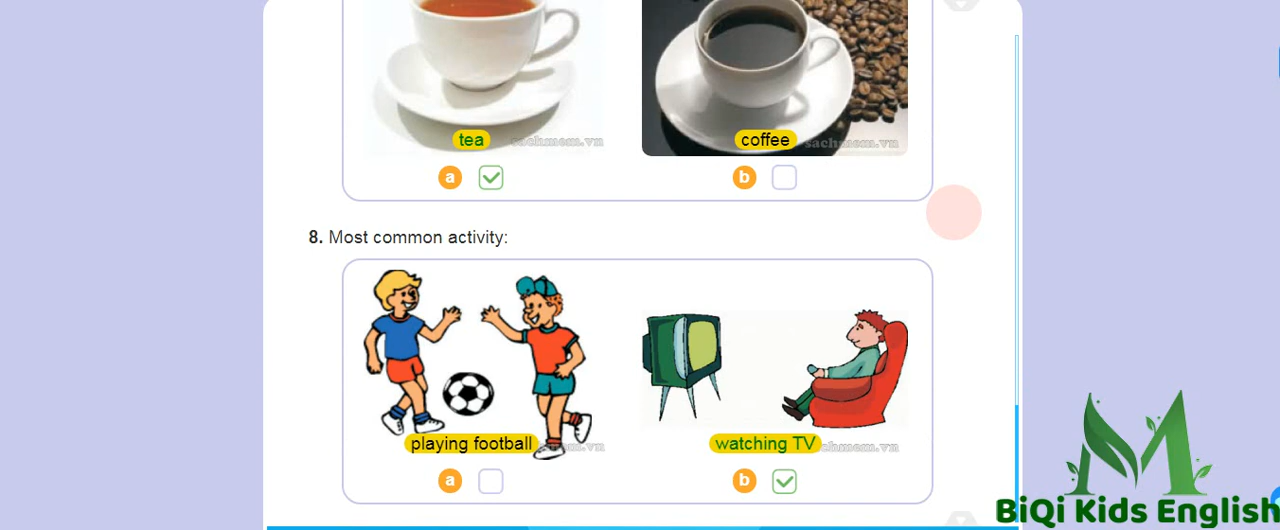 tea
sachmem.vn
coffee
sachmem.vn
a
b
8. Most common activity:
playing football
watching TV
a
b
BiQi Kids English